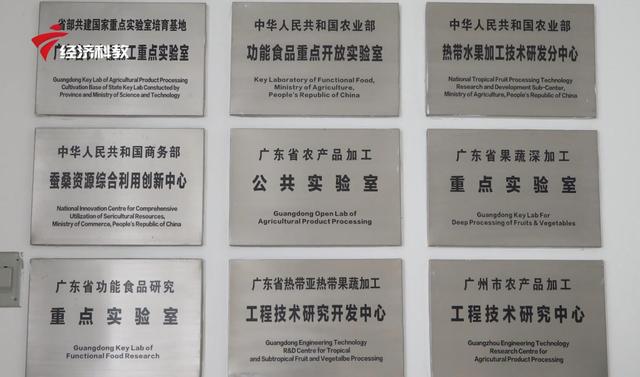 省部共建国家重点实验室培育基地
经济科教
工重点实验室
Guangdong Key Lab of Agricultural Product Processing
Cultivation Base of State Key Lab Constucted by
Province and Ministry of Science and Technology
中华人民共和国农业部
功能食品重点开放实验室
Key Laboratory of Functional Food,
Ministry of Agriculture,
People's Republic of China
中华人民共和国农业部
热带水果加工技术研发分中心
National Tropical Fruit Processing Technology
Research and Development Sub-Center,
Ministry of Agriculture, People's Republic of China
中华人民共和国商务部
蚕桑资源综合利用创新中心
National Innovation Centre for Comprehensive
Utilization of Sericultural Resources,
Ministry of Commerce, People's Republic of China
广东省农产品加工
公共实验室
Guangdong Open Lab of
Agricultural Product Processing
广东省果蔬深加工
重点实验室
Guangdong Key Lab For
Deep Processing of Fruits & Vegetables
广东省功能食品研究
重点实验室
Guangdong Key Lab of
Functional Food Research
广东省热带亚热带果蔬加工
工程技术研究开发中心
Guangdong Engineering Technology
R&D Centre for Tropical
and Subtropical Fruit and Vegetalbe Processing
广州市农产品加工
工程技术研究中心
Guangzhou Engineering Technology
Research Centre for
Agricultural Product Processing